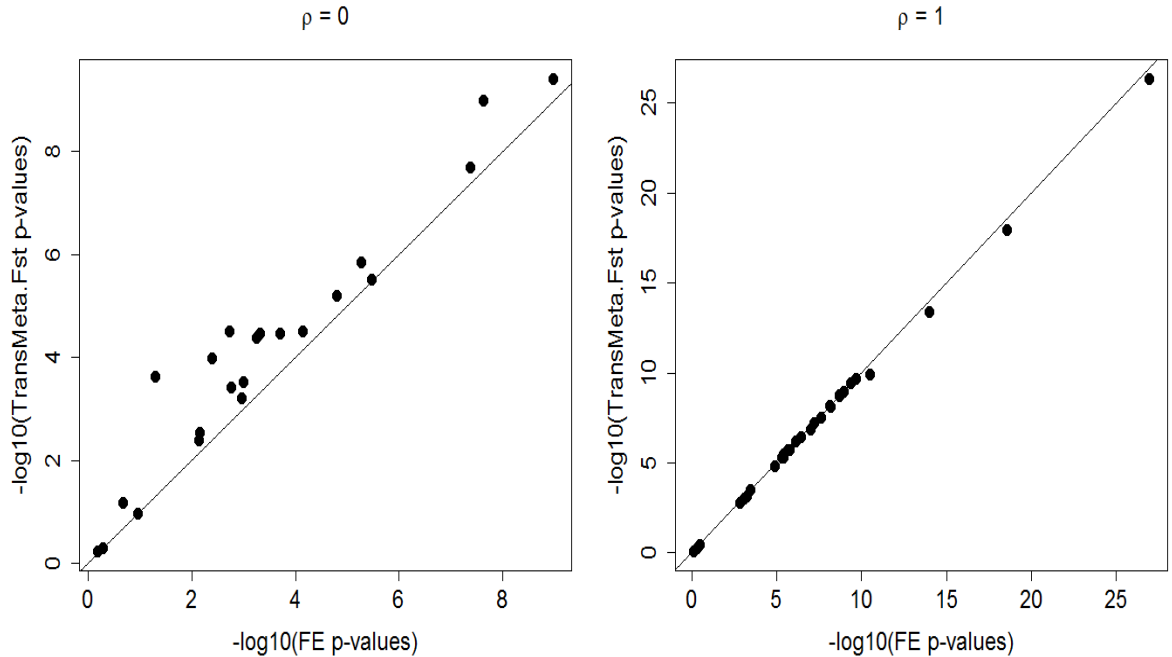 ρ = 0
-log10(TransMeta.Fst p-values)
8
6
4
2
0
0 2 4 6 8
-log10(FE p-values)
ρ = 1
-log10(TransMeta.Fst p-values)
25
20
15
10
5
0
0 5 10 15 20 25
-log10(FE p-values)